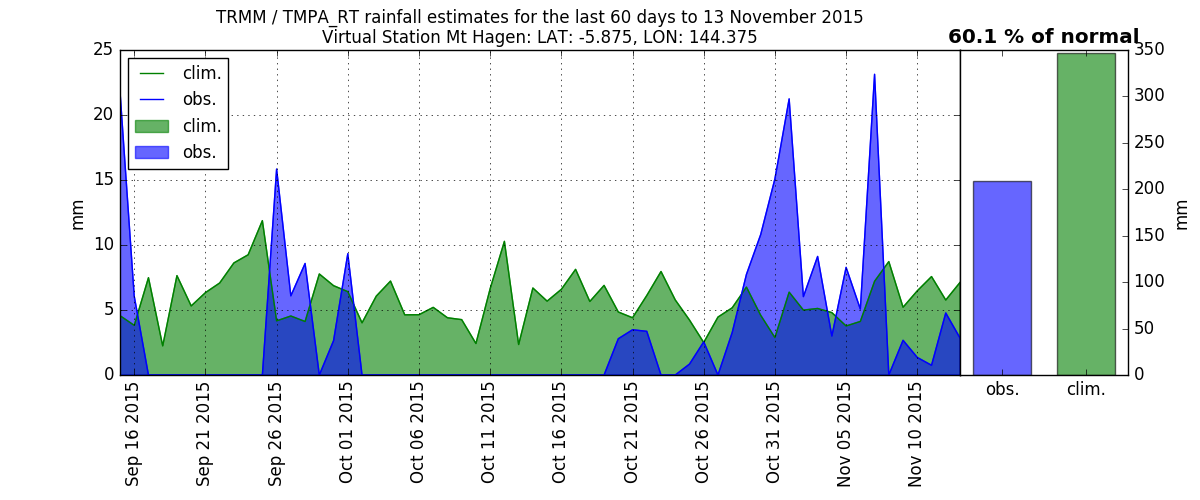 TRMM / TMPA_RT rainfall estimates for the last 60 days to 13 November 2015
Virtual Station Mt Hagen: LAT: -5.875, LON: 144.375
60.1 % of normal
25
20
15
10
5
0
mm
clim.
obs.
clim.
obs.
Sep 16 2015
Sep 21 2015
Sep 26 2015
Oct 01 2015
Oct 06 2015
Oct 11 2015
Oct 16 2015
Oct 21 2015
Oct 26 2015
Oct 31 2015
Nov 05 2015
Nov 10 2015
350
300
250
200
150
100
50
0
mm
obs.
clim.